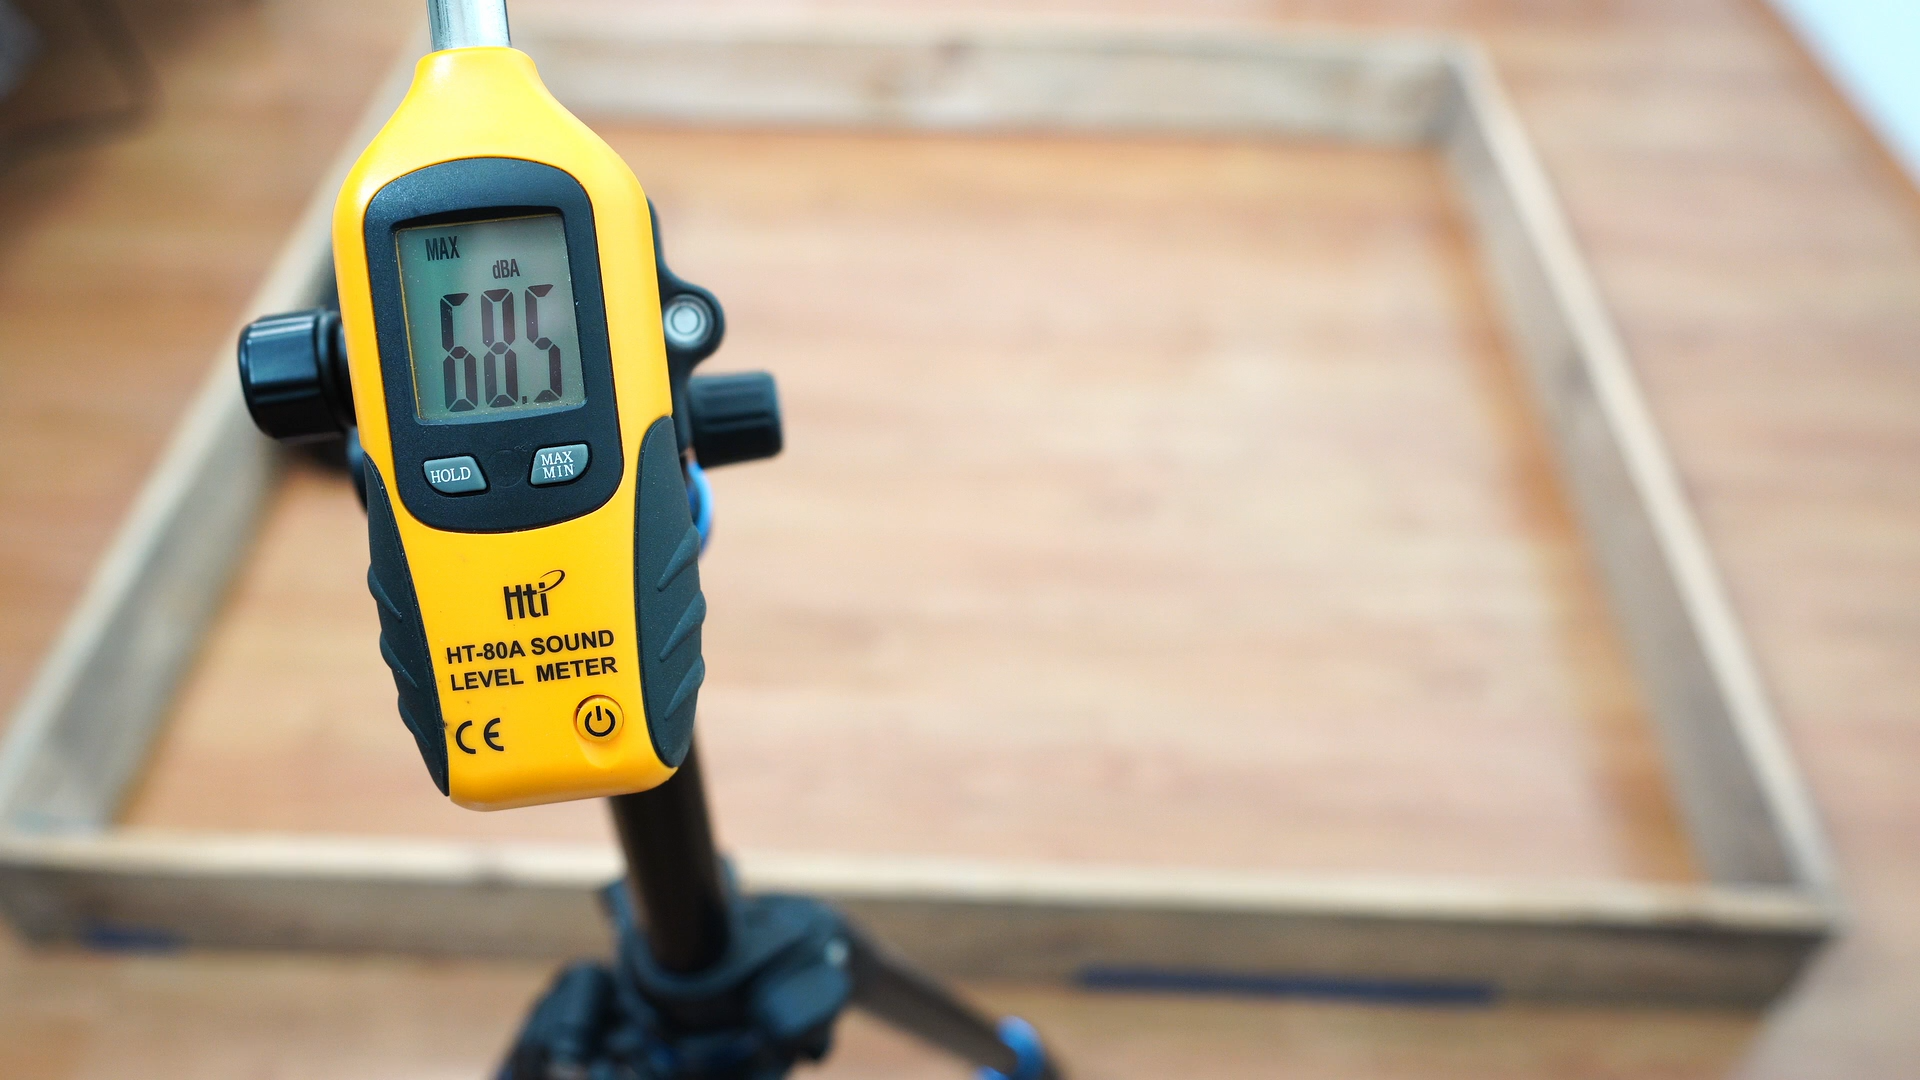 MAX
dBA
68.5
HOLD
MAX
MIN
Hti
HT-80A SOUND
LEVEL METER
CE